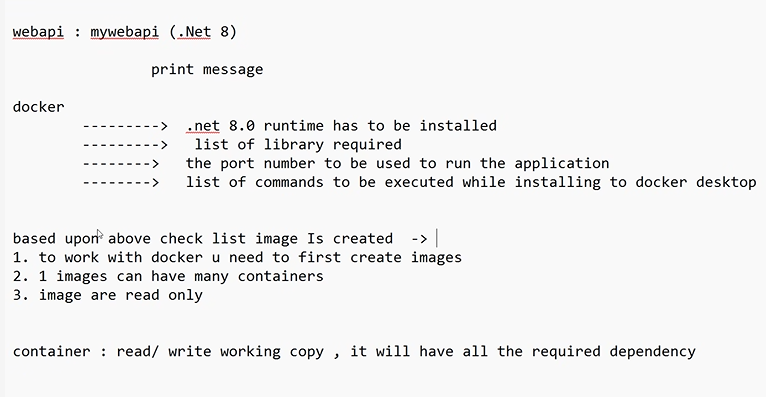 webapi : mywebapi (.Net 8)
print message
docker
---------> .net 8.0 runtime has to be installed
---------> list of library required
--------> the port number to be used to run the application
--------> list of commands to be executed while installing to docker desktop
based upon above check list image Is created ->
1. to work with docker u need to first create images
2. 1 images can have many containers
3. image are read only
container : read/ write working copy , it will have all the required dependency